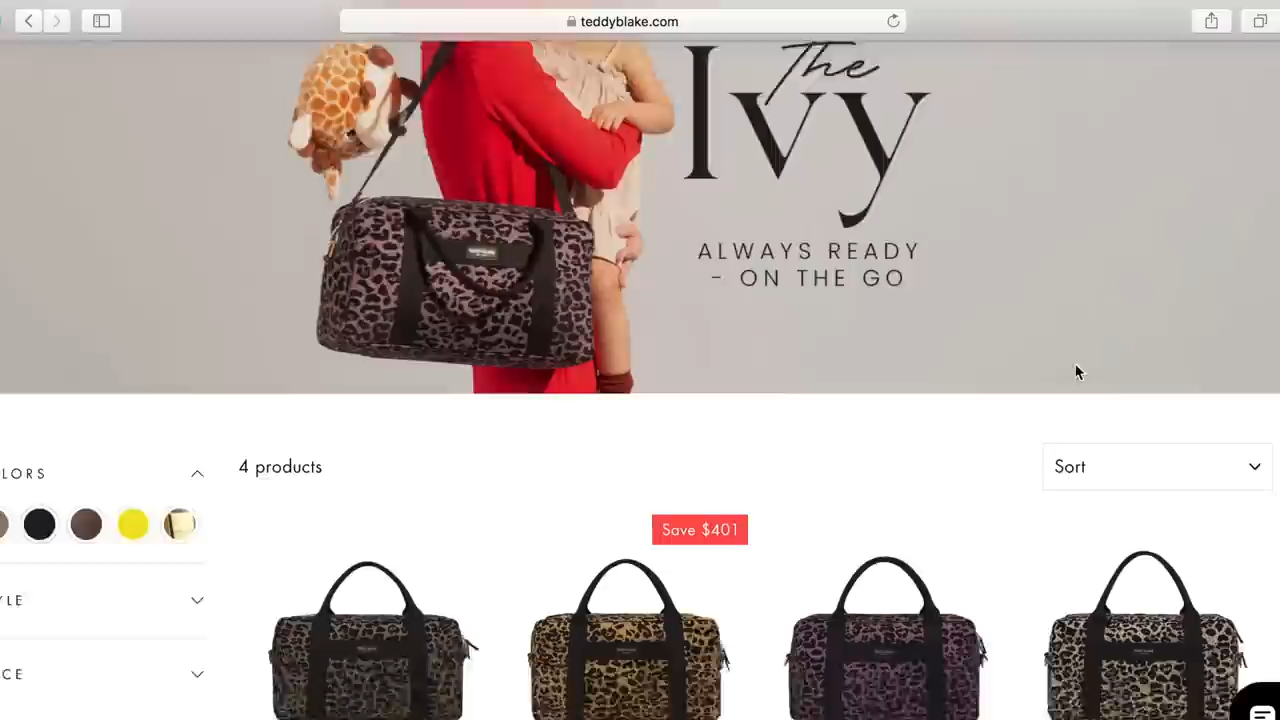 teddyblake.com
The
Ivy
ALWAYS READY
- ON THE GO
LORS
4 products
Sort
Save $401
YLE
CE